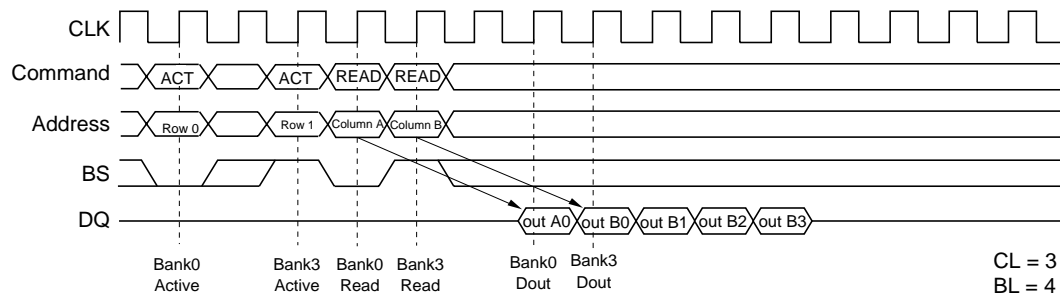 CLK
Command ACT ACT READ READ
Address Row 0 Row 1 Column A Column B
BS
DQ out A0 out B0 out B1 out B2 out B3
Bank0 Active
Bank3 Active
Bank0 Read
Bank3 Read
Bank0 Dout
Bank3 Dout
CL = 3
BL = 4